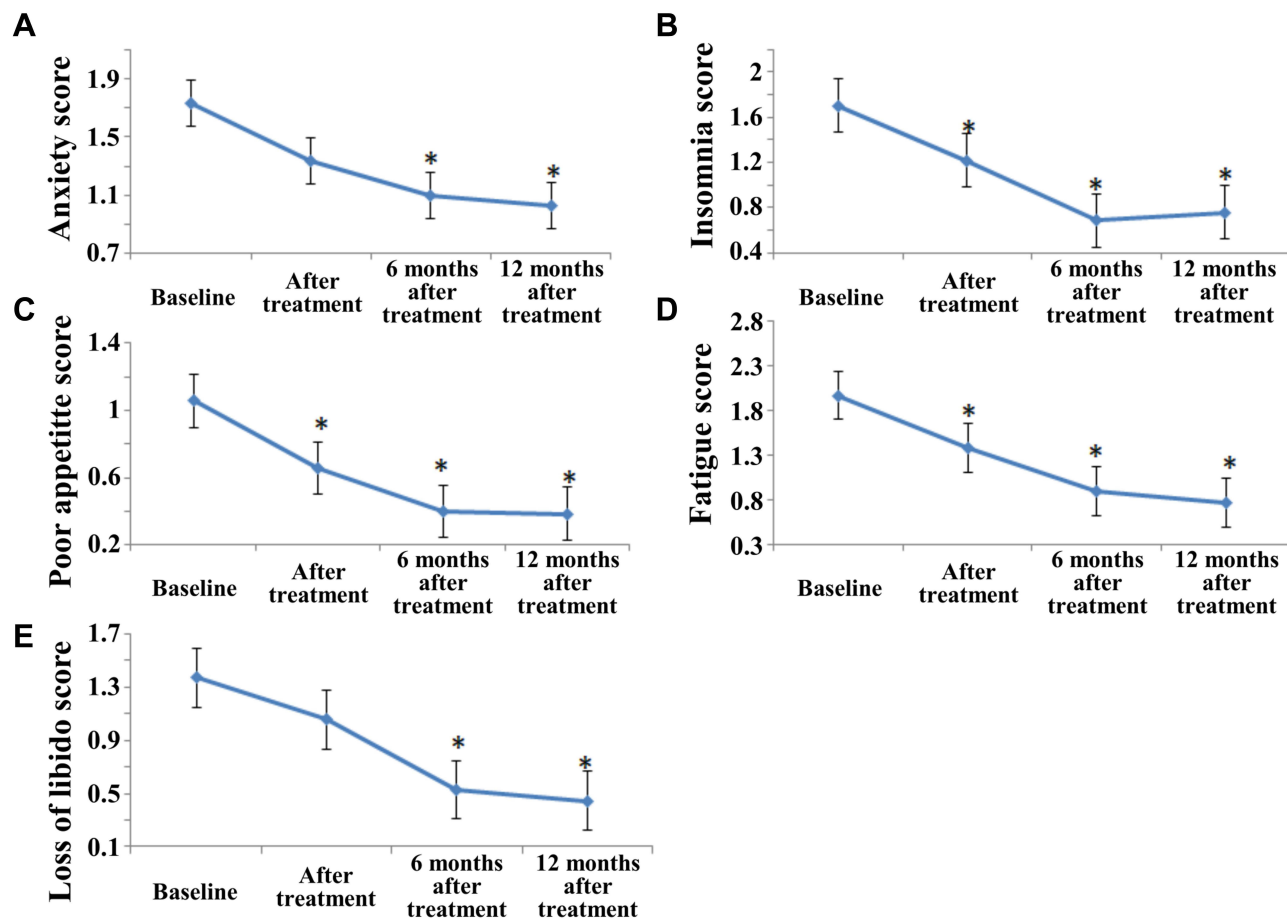 A
Anxiety score
1.9
1.5
1.1
0.7
*
*
Baseline
After
treatment
6 months
after
treatment
12 months
after
treatment
B
Insomnia score
2
1.6
1.2
0.8
0.4
*
*
*
Baseline
After
treatment
6 months
after
treatment
12 months
after
treatment
C
Poor appetitte score
1.4
1
0.6
0.2
*
*
*
Baseline
After
treatment
6 months
after
treatment
12 months
after
treatment
D
Fatigue score
2.8
2.3
1.8
1.3
0.8
0.3
*
*
*
Baseline
After
treatment
6 months
after
treatment
12 months
after
treatment
E
Loss of libido score
1.7
1.3
0.9
0.5
0.1
*
*
Baseline
After
treatment
6 months
after
treatment
12 months
after
treatment